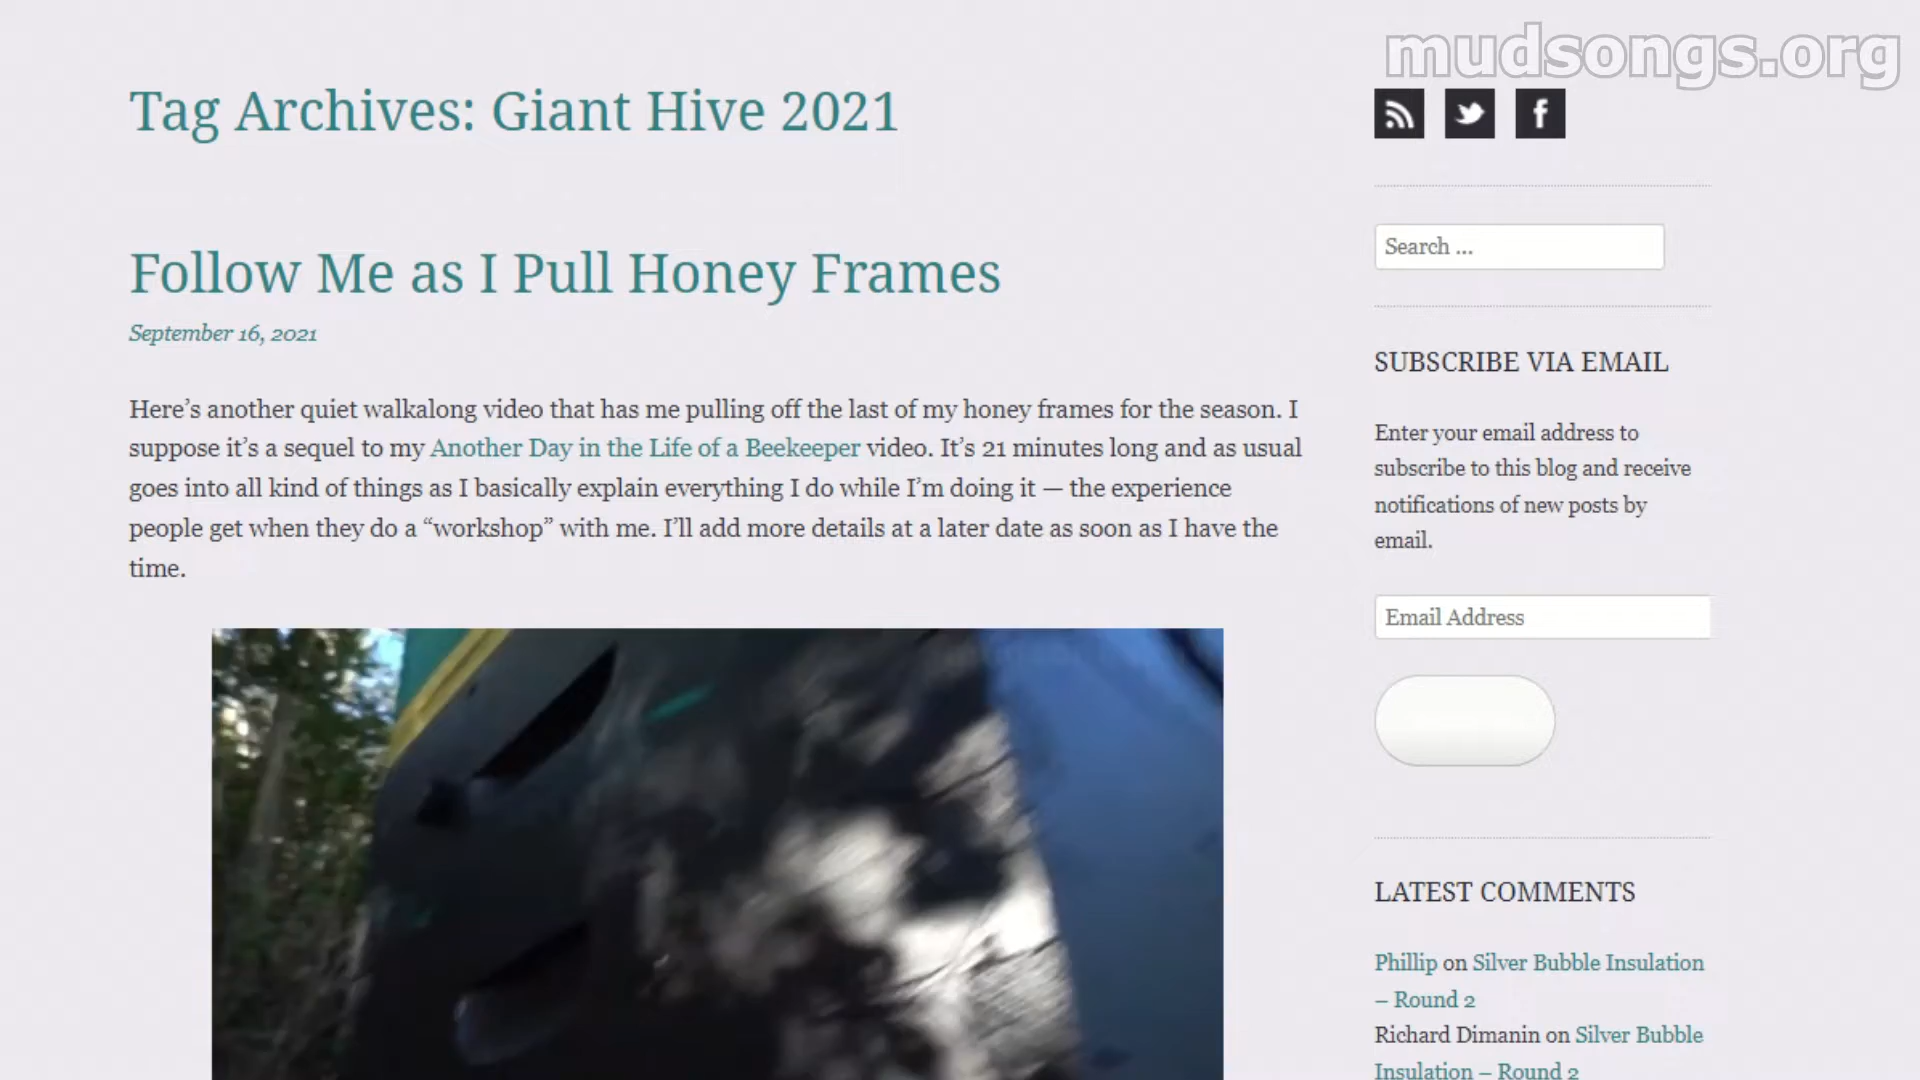 mudsongs.org
Tag Archives: Giant Hive 2021
Follow Me as I Pull Honey Frames
September 16, 2021
Here’s another quiet walkalong video that has me pulling off the last of my honey frames for the season. I
suppose it’s a sequel to my Another Day in the Life of a Beekeeper video. It’s 21 minutes long and as usual
goes into all kind of things as I basically explain everything I do while I’m doing it — the experience
people get when they do a “workshop” with me. I’ll add more details at a later date as soon as I have the
time.
Search ...
SUBSCRIBE VIA EMAIL
Enter your email address to
subscribe to this blog and receive
notifications of new posts by
email.
Email Address
LATEST COMMENTS
Phillip on Silver Bubble Insulation
– Round 2
Richard Dimanin on Silver Bubble
Insulation – Round 2